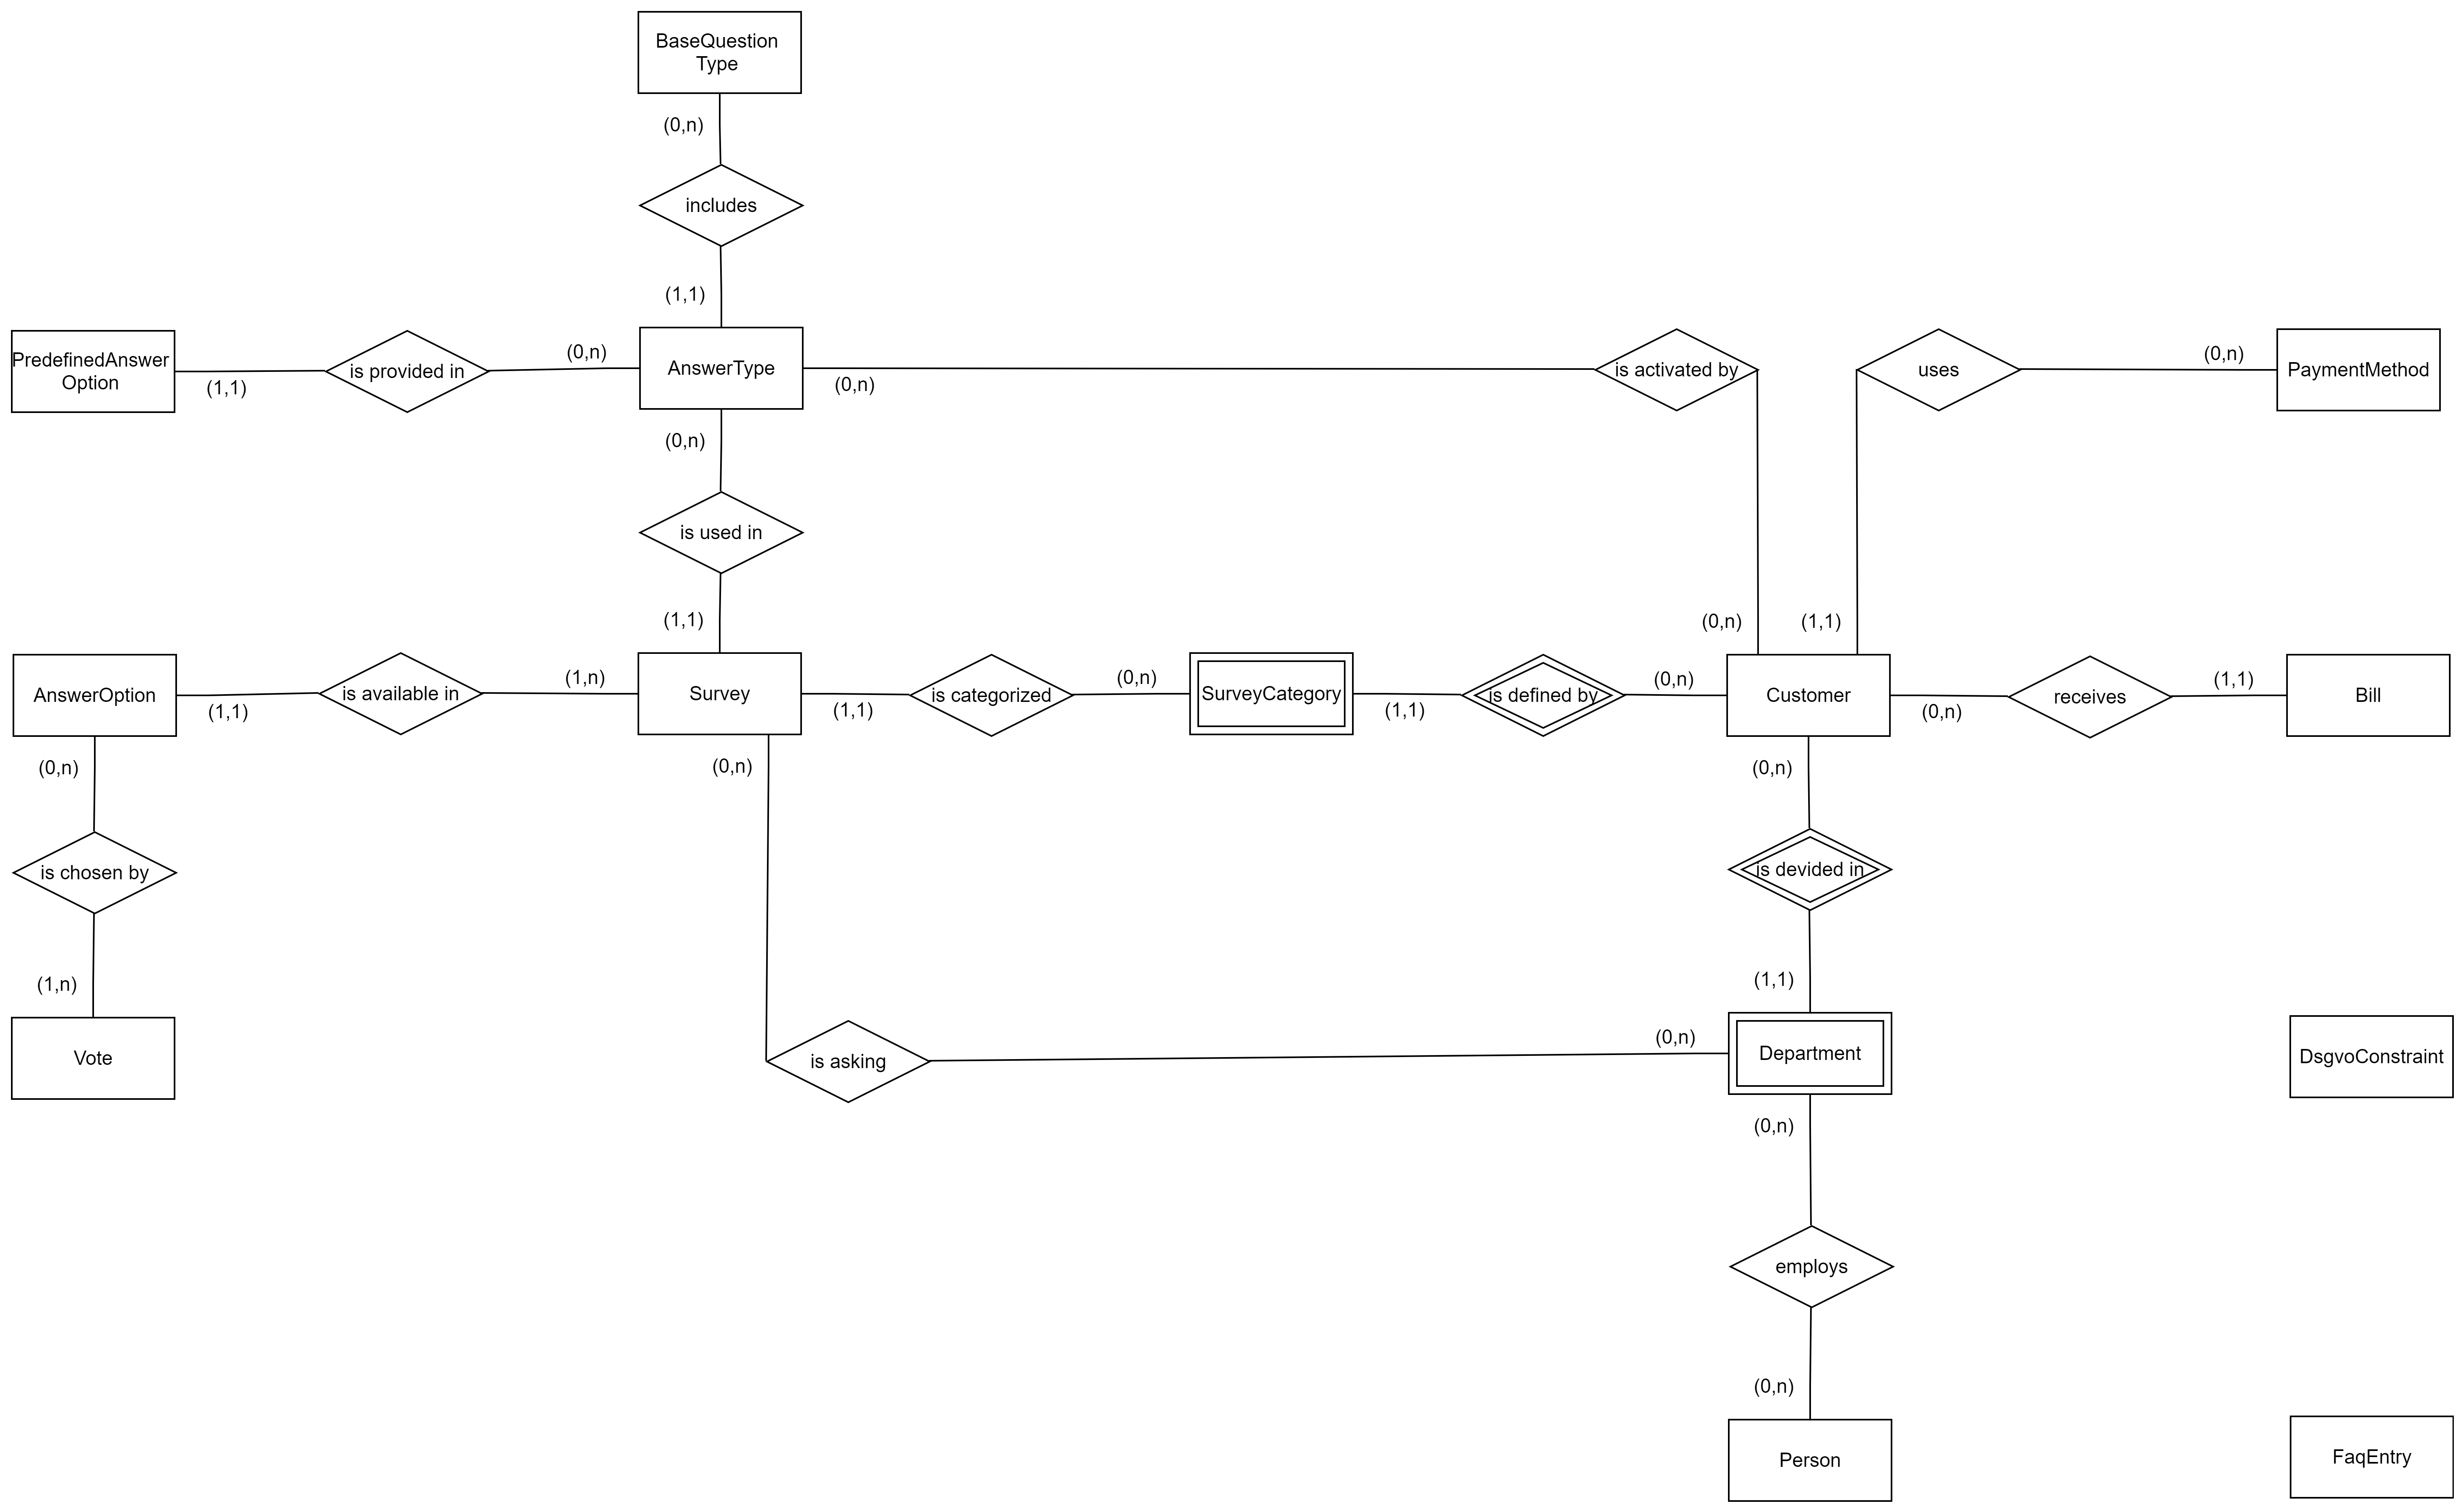 BaseQuestion
Type
(0,n)
includes
(1,1)
PredefinedAnswer
Option
(1,1)
is provided in
(0,n)
AnswerType
(0,n)
is activated by
uses
(0,n)
PaymentMethod
(0,n)
is used in
(1,1)
(0,n)
(1,1)
AnswerOption
(1,1)
is available in
(1,n)
Survey
(1,1)
is categorized
(0,n)
SurveyCategory
(1,1)
is defined by
(0,n)
Customer
(0,n)
receives
(1,1)
Bill
(0,n)
(0,n)
(0,n)
is chosen by
is devided in
(1,n)
(1,1)
Vote
is asking
(0,n)
Department
DsgvoConstraint
(0,n)
employs
(0,n)
Person
FaqEntry